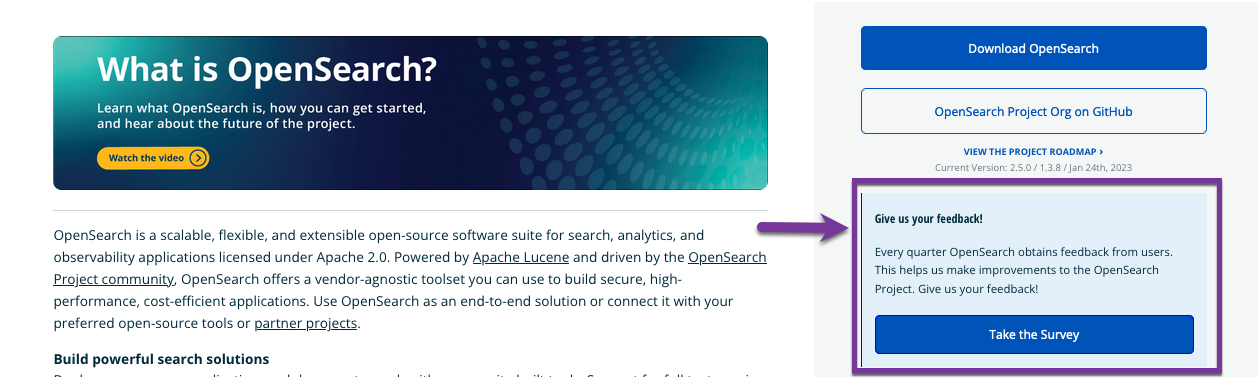 What is OpenSearch?
Learn what OpenSearch is, how you can get started,
and hear about the future of the project.
Watch the video
OpenSearch is a scalable, flexible, and extensible open-source software suite for search, analytics, and
observability applications licensed under Apache 2.0. Powered by Apache Lucene and driven by the OpenSearch
Project community, OpenSearch offers a vendor-agnostic toolset you can use to build secure, high-
performance, cost-efficient applications. Use OpenSearch as an end-to-end solution or connect it with your
preferred open-source tools or partner projects.
Build powerful search solutions
Download OpenSearch
OpenSearch Project Org on GitHub
VIEW THE PROJECT ROADMAP ›
Current Version: 2.5.0 / 1.3.8 / Jan 24th, 2023
Give us your feedback!
Every quarter OpenSearch obtains feedback from users.
This helps us make improvements to the OpenSearch
Project. Give us your feedback!
Take the Survey